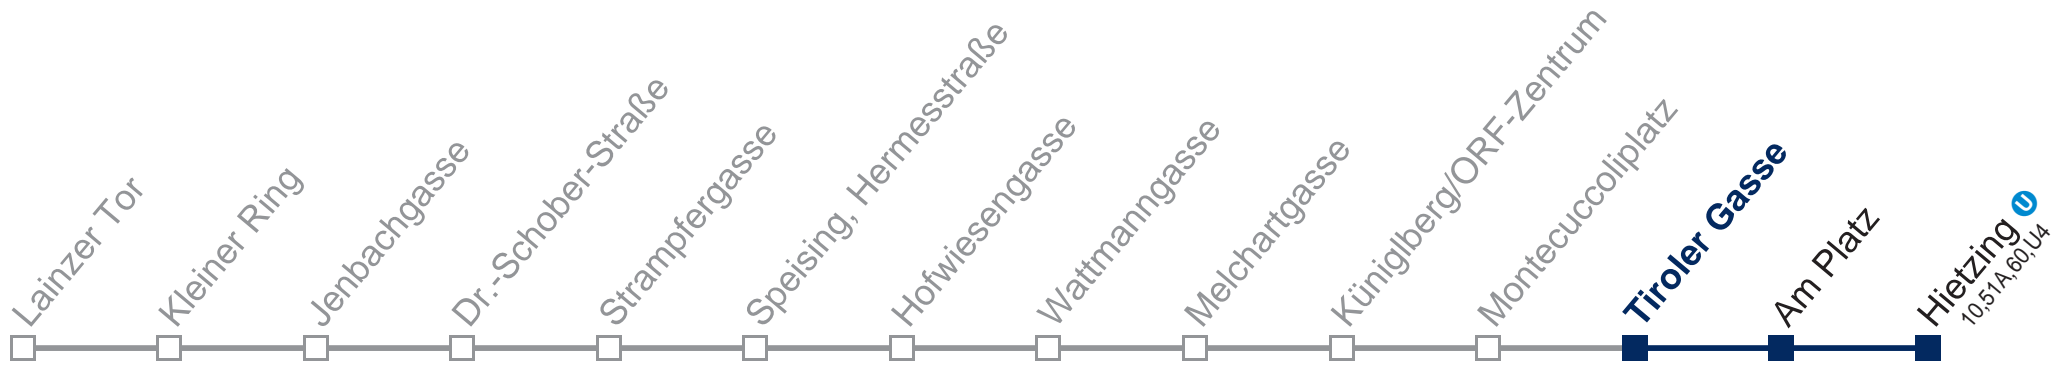 Lainzer Tor
Kleiner Ring
Jenbachgasse
Dr.-Schober-Straße
Strampfergasse
Speising, Hermesstraße
Hofwiesengasse
Wattmanngasse
Melchartgasse
Küniglberg/ORF-Zentrum
Montecuccoliplatz
Tiroler Gasse
Am Platz
Hietzing U
10,51A,60,U4